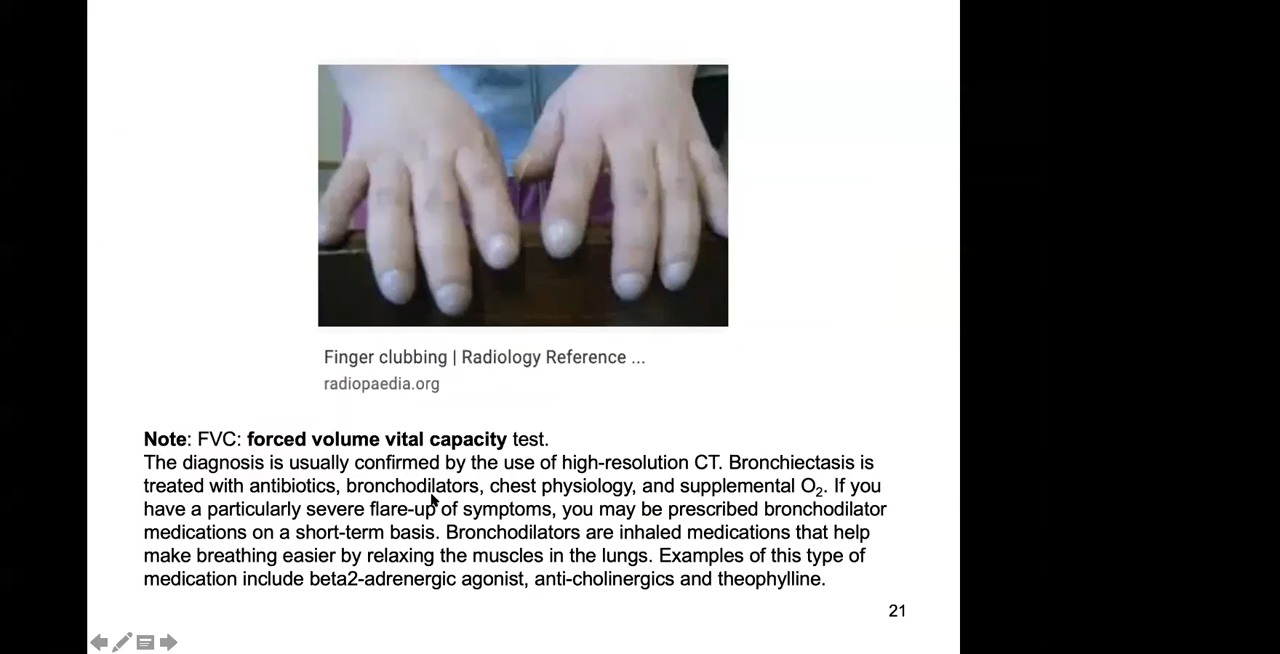 Finger clubbing | Radiology Reference ...
radiopaedia.org
Note: FVC: forced volume vital capacity test.
The diagnosis is usually confirmed by the use of high-resolution CT. Bronchiectasis is
treated with antibiotics, bronchodilators, chest physiology, and supplemental O₂. If you
have a particularly severe flare-up of symptoms, you may be prescribed bronchodilator
medications on a short-term basis. Bronchodilators are inhaled medications that help
make breathing easier by relaxing the muscles in the lungs. Examples of this type of
medication include beta2-adrenergic agonist, anti-cholinergics and theophylline.
21